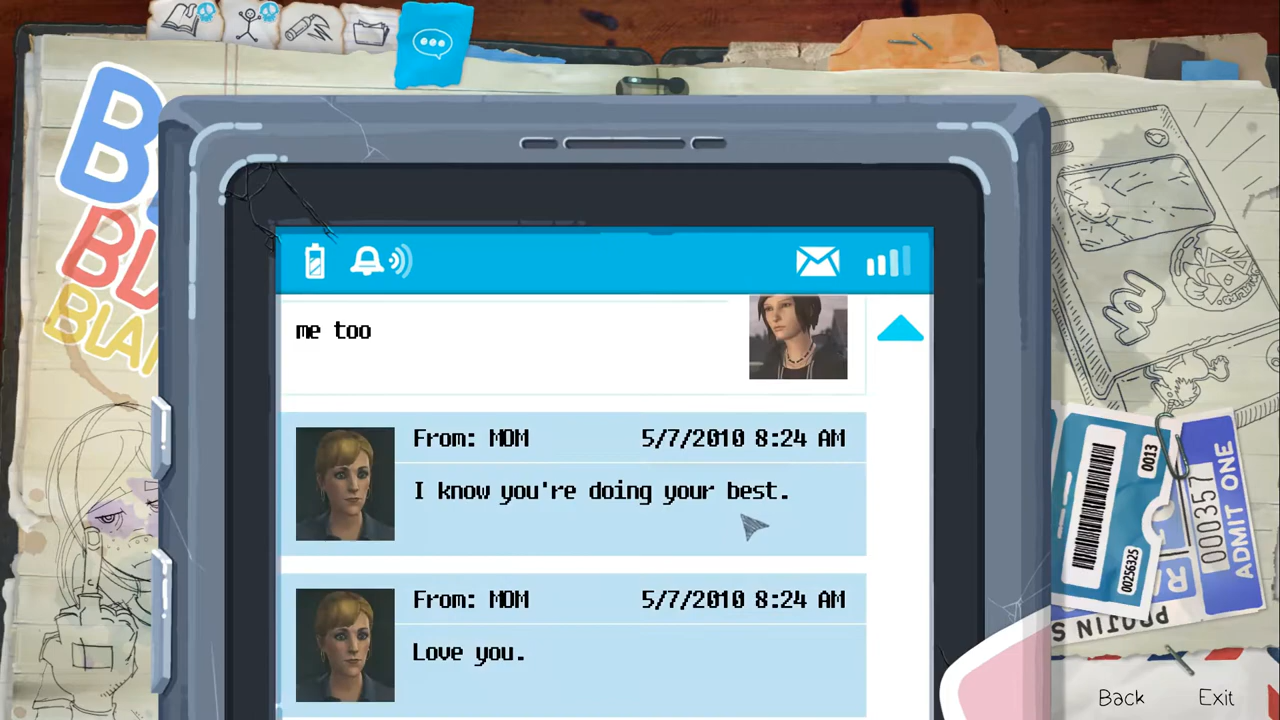 me too
From: MOM 5/7/2010 8:24 AM
I know you're doing your best.
From: MOM 5/7/2010 8:24 AM
Love you.
0013
00256325
000357
ADMIT ONE
Back
Exit